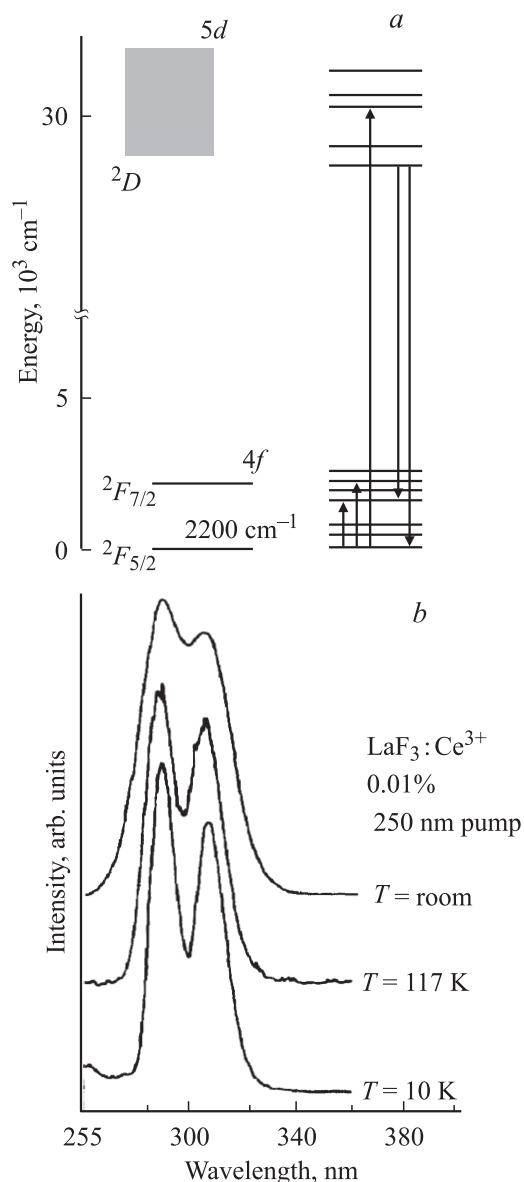 5d
a
30
²D
Energy, 10³ cm⁻¹
5
4f
²F₇/₂
2200 cm⁻¹
0
²F₅/₂
b
LaF₃ : Ce³⁺
0.01%
250 nm pump
Intensity, arb. units
T = room
T = 117 K
T = 10 K
255 300 340 380
Wavelength, nm